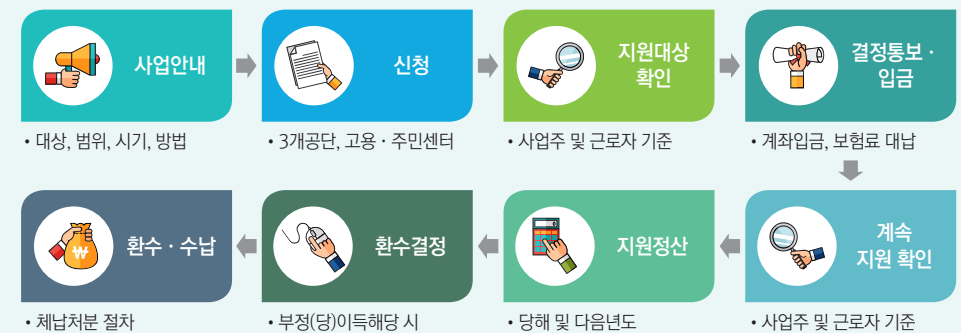 사업안내
• 대상, 범위, 시기, 방법
신청
• 3개공단, 고용 · 주민센터
지원대상
확인
• 사업주 및 근로자 기준
결정통보 ·
입금
• 계좌입금, 보험료 대납
계속
지원 확인
• 사업주 및 근로자 기준
지원정산
• 당해 및 다음년도
환수결정
• 부정(당)이득해당 시
환수 · 수납
₩
• 체납처분 절차